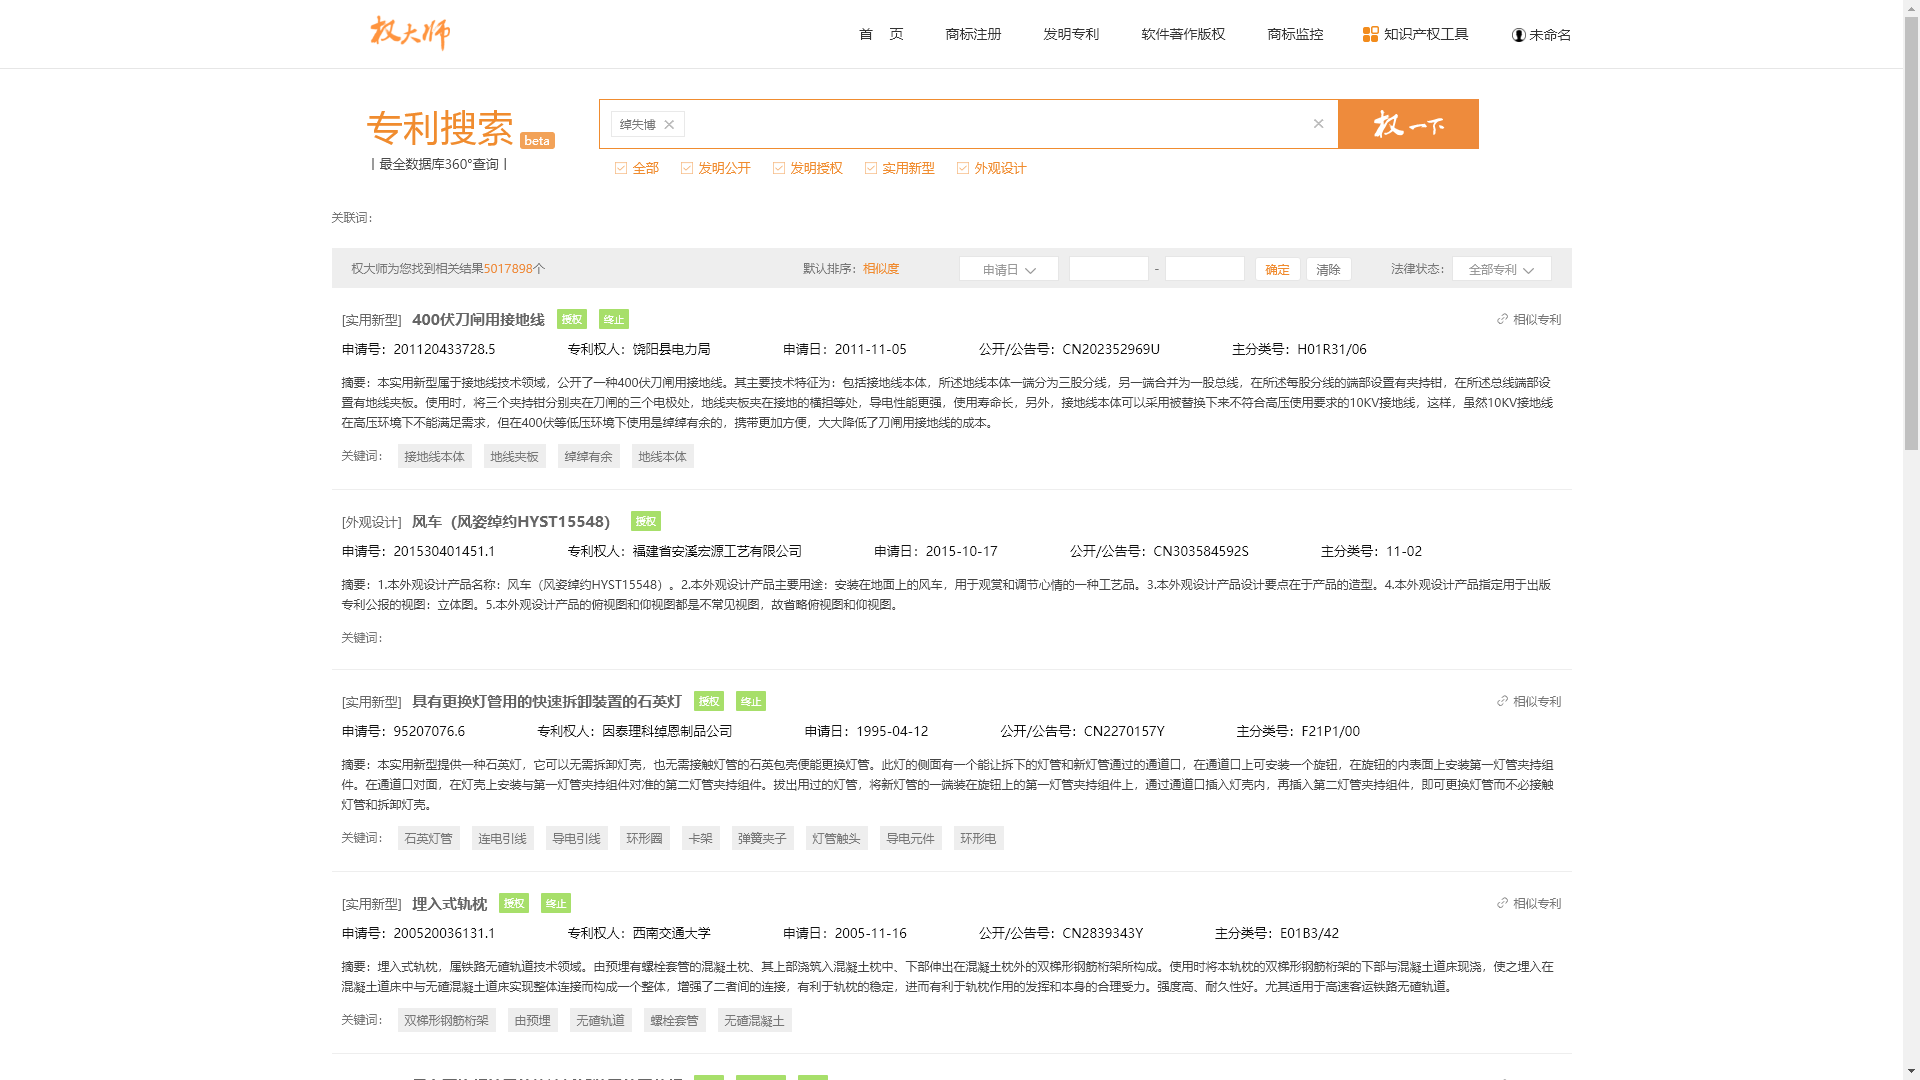 权大师
首 页 商标注册 发明专利 软件著作版权 商标监控 知识产权工具 未命名
专利搜索 beta
|最全数据库360°查询|
绰失博 × × 权一下
全部 发明公开 发明授权 实用新型 外观设计
关联词：
权大师为您找到相关结果5017898个 默认排序：相似度 申请日 - 确定 清除 法律状态： 全部专利
[实用新型] 400伏刀闸用接地线 授权 终止 相似专利
申请号：201120433728.5 专利权人：饶阳县电力局 申请日：2011-11-05 公开/公告号：CN202352969U 主分类号：H01R31/06
摘要：本实用新型属于接地线技术领域，公开了一种400伏刀闸用接地线。其主要技术特征为：包括接地线本体，所述地线本体一端分为三股分线，另一端合并为一股总线，在所述每股分线的端部设置有夹持钳，在所述总线端部设
置有地线夹板。使用时，将三个夹持钳分别夹在刀闸的三个电极处，地线夹板夹在接地的横担等处，导电性能更强，使用寿命长，另外，接地线本体可以采用被替换下来不符合高压使用要求的10KV接地线，这样，虽然10KV接地线
在高压环境下不能满足需求，但在400伏等低压环境下使用是绰绰有余的，携带更加方便，大大降低了刀闸用接地线的成本。
关键词： 接地线本体 地线夹板 绰绰有余 地线本体
[外观设计] 风车（风姿绰约HYST15548） 授权
申请号：201530401451.1 专利权人：福建省安溪宏源工艺有限公司 申请日：2015-10-17 公开/公告号：CN303584592S 主分类号：11-02
摘要：1.本外观设计产品名称：风车（风姿绰约HYST15548）。2.本外观设计产品主要用途：安装在地面上的风车，用于观赏和调节心情的一种工艺品。3.本外观设计产品设计要点在于产品的造型。4.本外观设计产品指定用于出版
专利公报的视图：立体图。5.本外观设计产品的俯视图和仰视图都是不常见视图，故省略俯视图和仰视图。
关键词：
[实用新型] 具有更换灯管用的快速拆卸装置的石英灯 授权 终止 相似专利
申请号：95207076.6 专利权人：因泰理科绰恩制品公司 申请日：1995-04-12 公开/公告号：CN2270157Y 主分类号：F21P1/00
摘要：本实用新型提供一种石英灯，它可以无需拆卸灯壳，也无需接触灯管的石英包壳便能更换灯管。此灯的侧面有一个能让拆下的灯管和新灯管通过的通道口，在通道口上可安装一个旋钮，在旋钮的内表面上安装第一灯管夹持组
件。在通道口对面，在灯壳上安装与第一灯管夹持组件对准的第二灯管夹持组件。拔出用过的灯管，将新灯管的一端装在旋钮上的第一灯管夹持组件上，通过通道口插入灯壳内，再插入第二灯管夹持组件，即可更换灯管而不必接触
灯管和拆卸灯壳。
关键词： 石英灯管 连电引线 导电引线 环形圈 卡架 弹簧夹子 灯管触头 导电元件 环形电
[实用新型] 埋入式轨枕 授权 终止 相似专利
申请号：200520036131.1 专利权人：西南交通大学 申请日：2005-11-16 公开/公告号：CN2839343Y 主分类号：E01B3/42
摘要：埋入式轨枕，属铁路无碴轨道技术领域。由预埋有螺栓套管的混凝土枕、其上部浇筑入混凝土枕中、下部伸出在混凝土枕外的双梯形钢筋桁架所构成。使用时将本轨枕的双梯形钢筋桁架的下部与混凝土道床现浇，使之埋入在
混凝土道床中与无碴混凝土道床实现整体连接而构成一个整体，增强了二者间的连接，有利于轨枕的稳定，进而有利于轨枕作用的发挥和本身的合理受力。强度高、耐久性好。尤其适用于高速客运铁路无碴轨道。
关键词： 双梯形钢筋桁架 由预埋 无碴轨道 螺栓套管 无碴混凝土